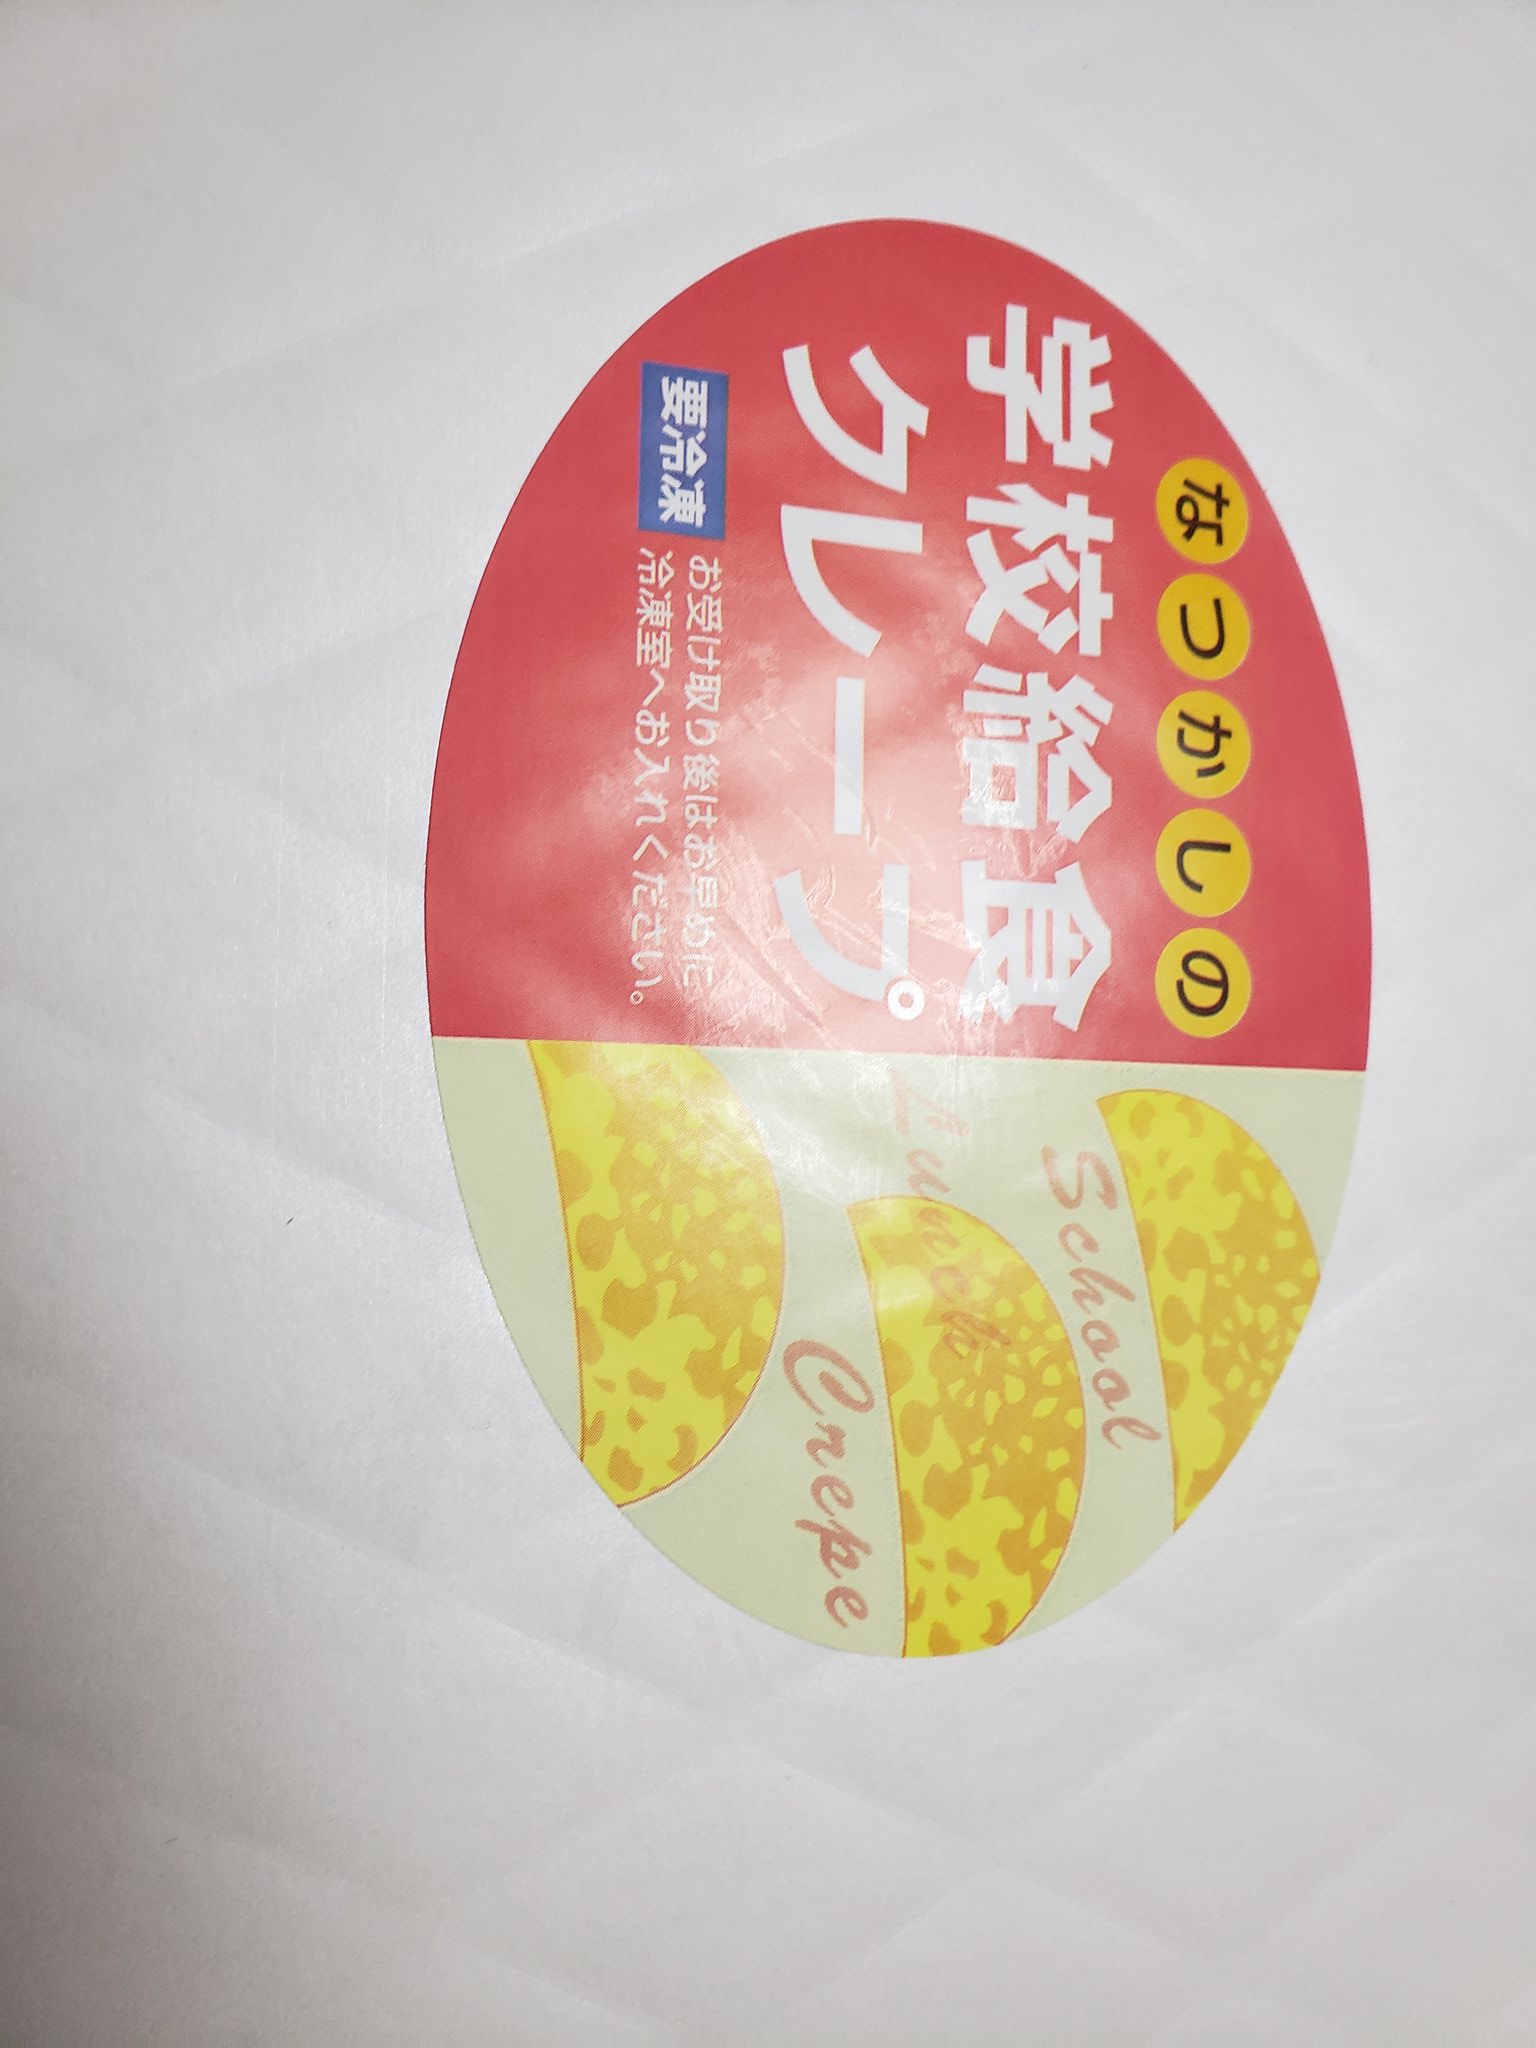 なつかしの
学校給食
クレープ
要冷凍
お受け取り後はお早めに
冷凍室へお入れください。
School
Lunch
Crepe